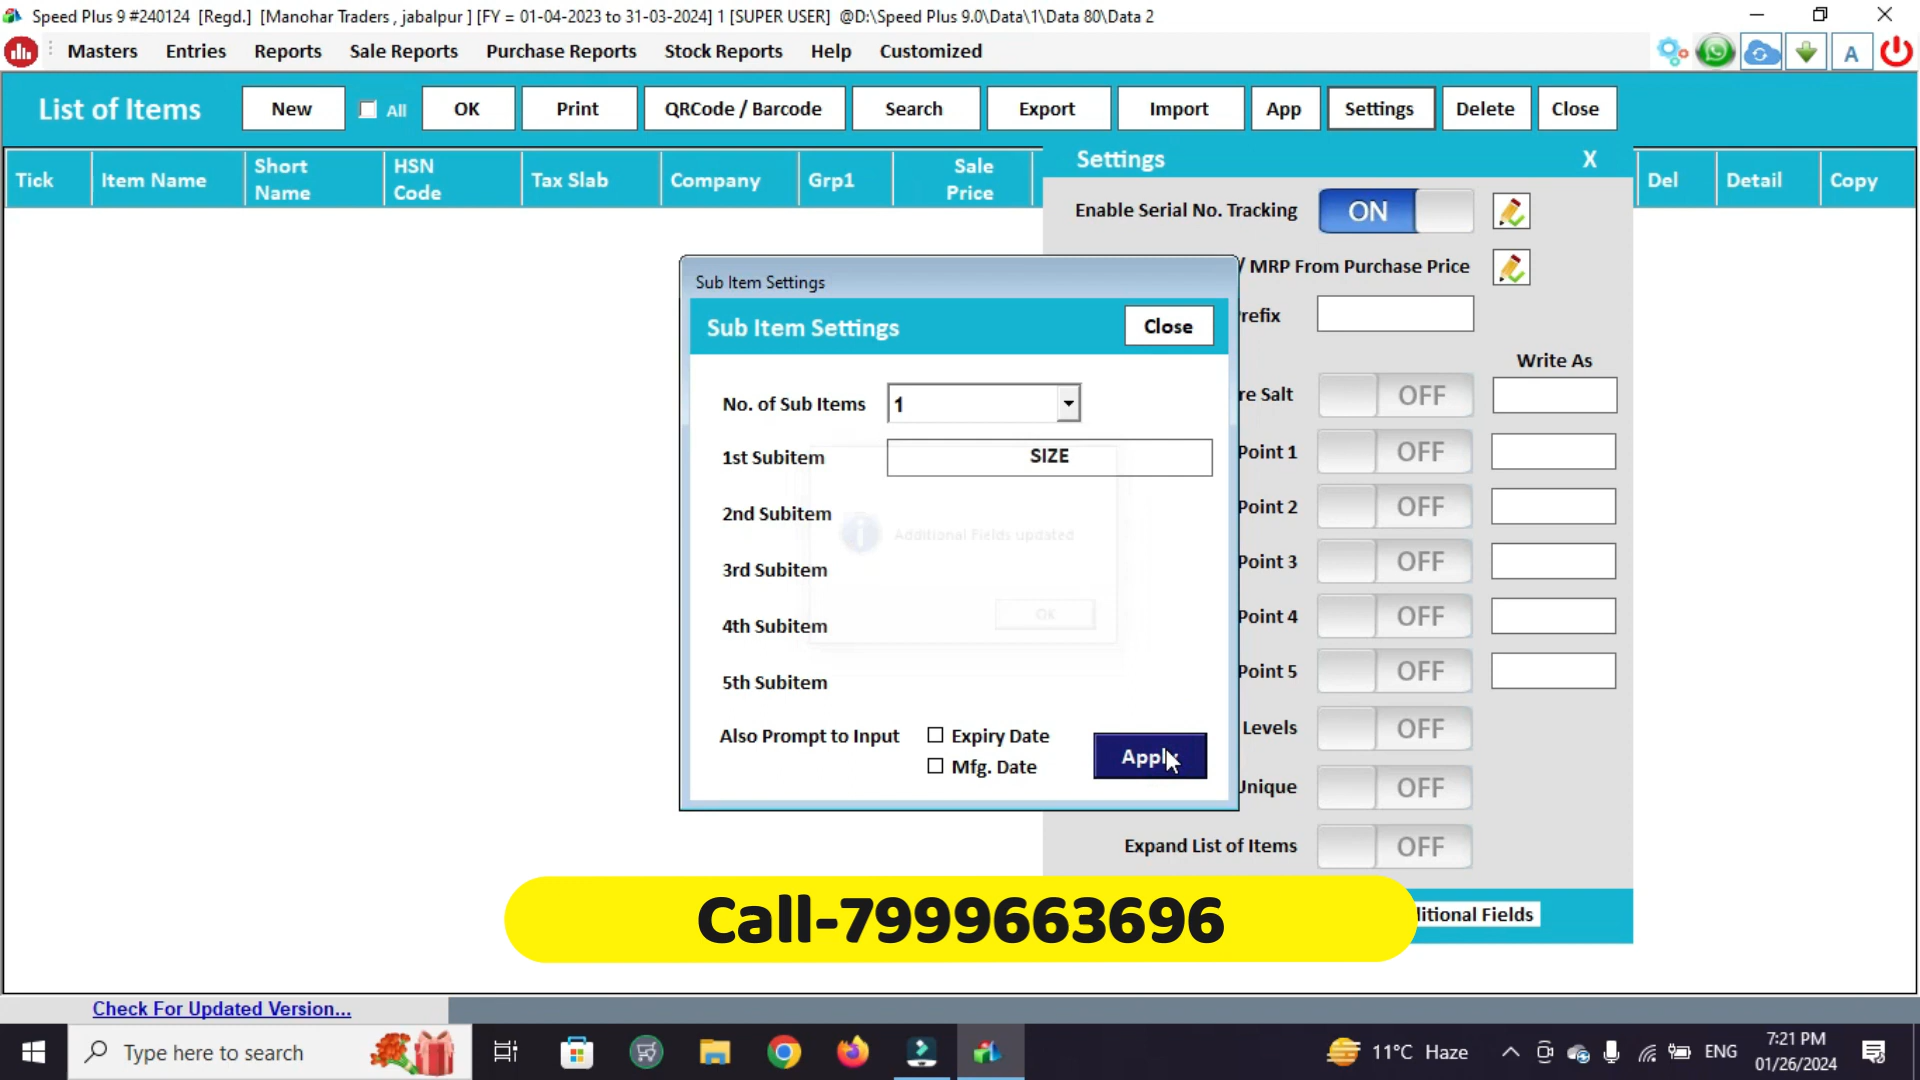 Speed Plus 9 #240124 [Regd.] [Manohar Traders , jabalpur ] [FY = 01-04-2023 to 31-03-2024] 1 [SUPER USER] @D:\Speed Plus 9.0\Data\1\Data 80\Data 2
Masters Entries Reports Sale Reports Purchase Reports Stock Reports Help Customized
A
List of Items New All OK Print QRCode / Barcode Search Export Import App Settings Delete Close
Tick Item Name Short Name HSN Code Tax Slab Company Grp1 Sale Price Del Detail Copy
Settings X
Enable Serial No. Tracking ON
/ MRP From Purchase Price
refix
Write As
re Salt OFF
Point 1 OFF
Point 2 OFF
Point 3 OFF
Point 4 OFF
Point 5 OFF
Levels OFF
Unique OFF
Expand List of Items OFF
ditional Fields
Sub Item Settings
Sub Item Settings Close
No. of Sub Items 1
1st Subitem SIZE
2nd Subitem
Additional Fields updated
3rd Subitem
OK
4th Subitem
5th Subitem
Also Prompt to Input Expiry Date
Mfg. Date
Apply
Call-7999663696
Check For Updated Version...
Type here to search
11°C Haze
ENG
7:21 PM
01/26/2024